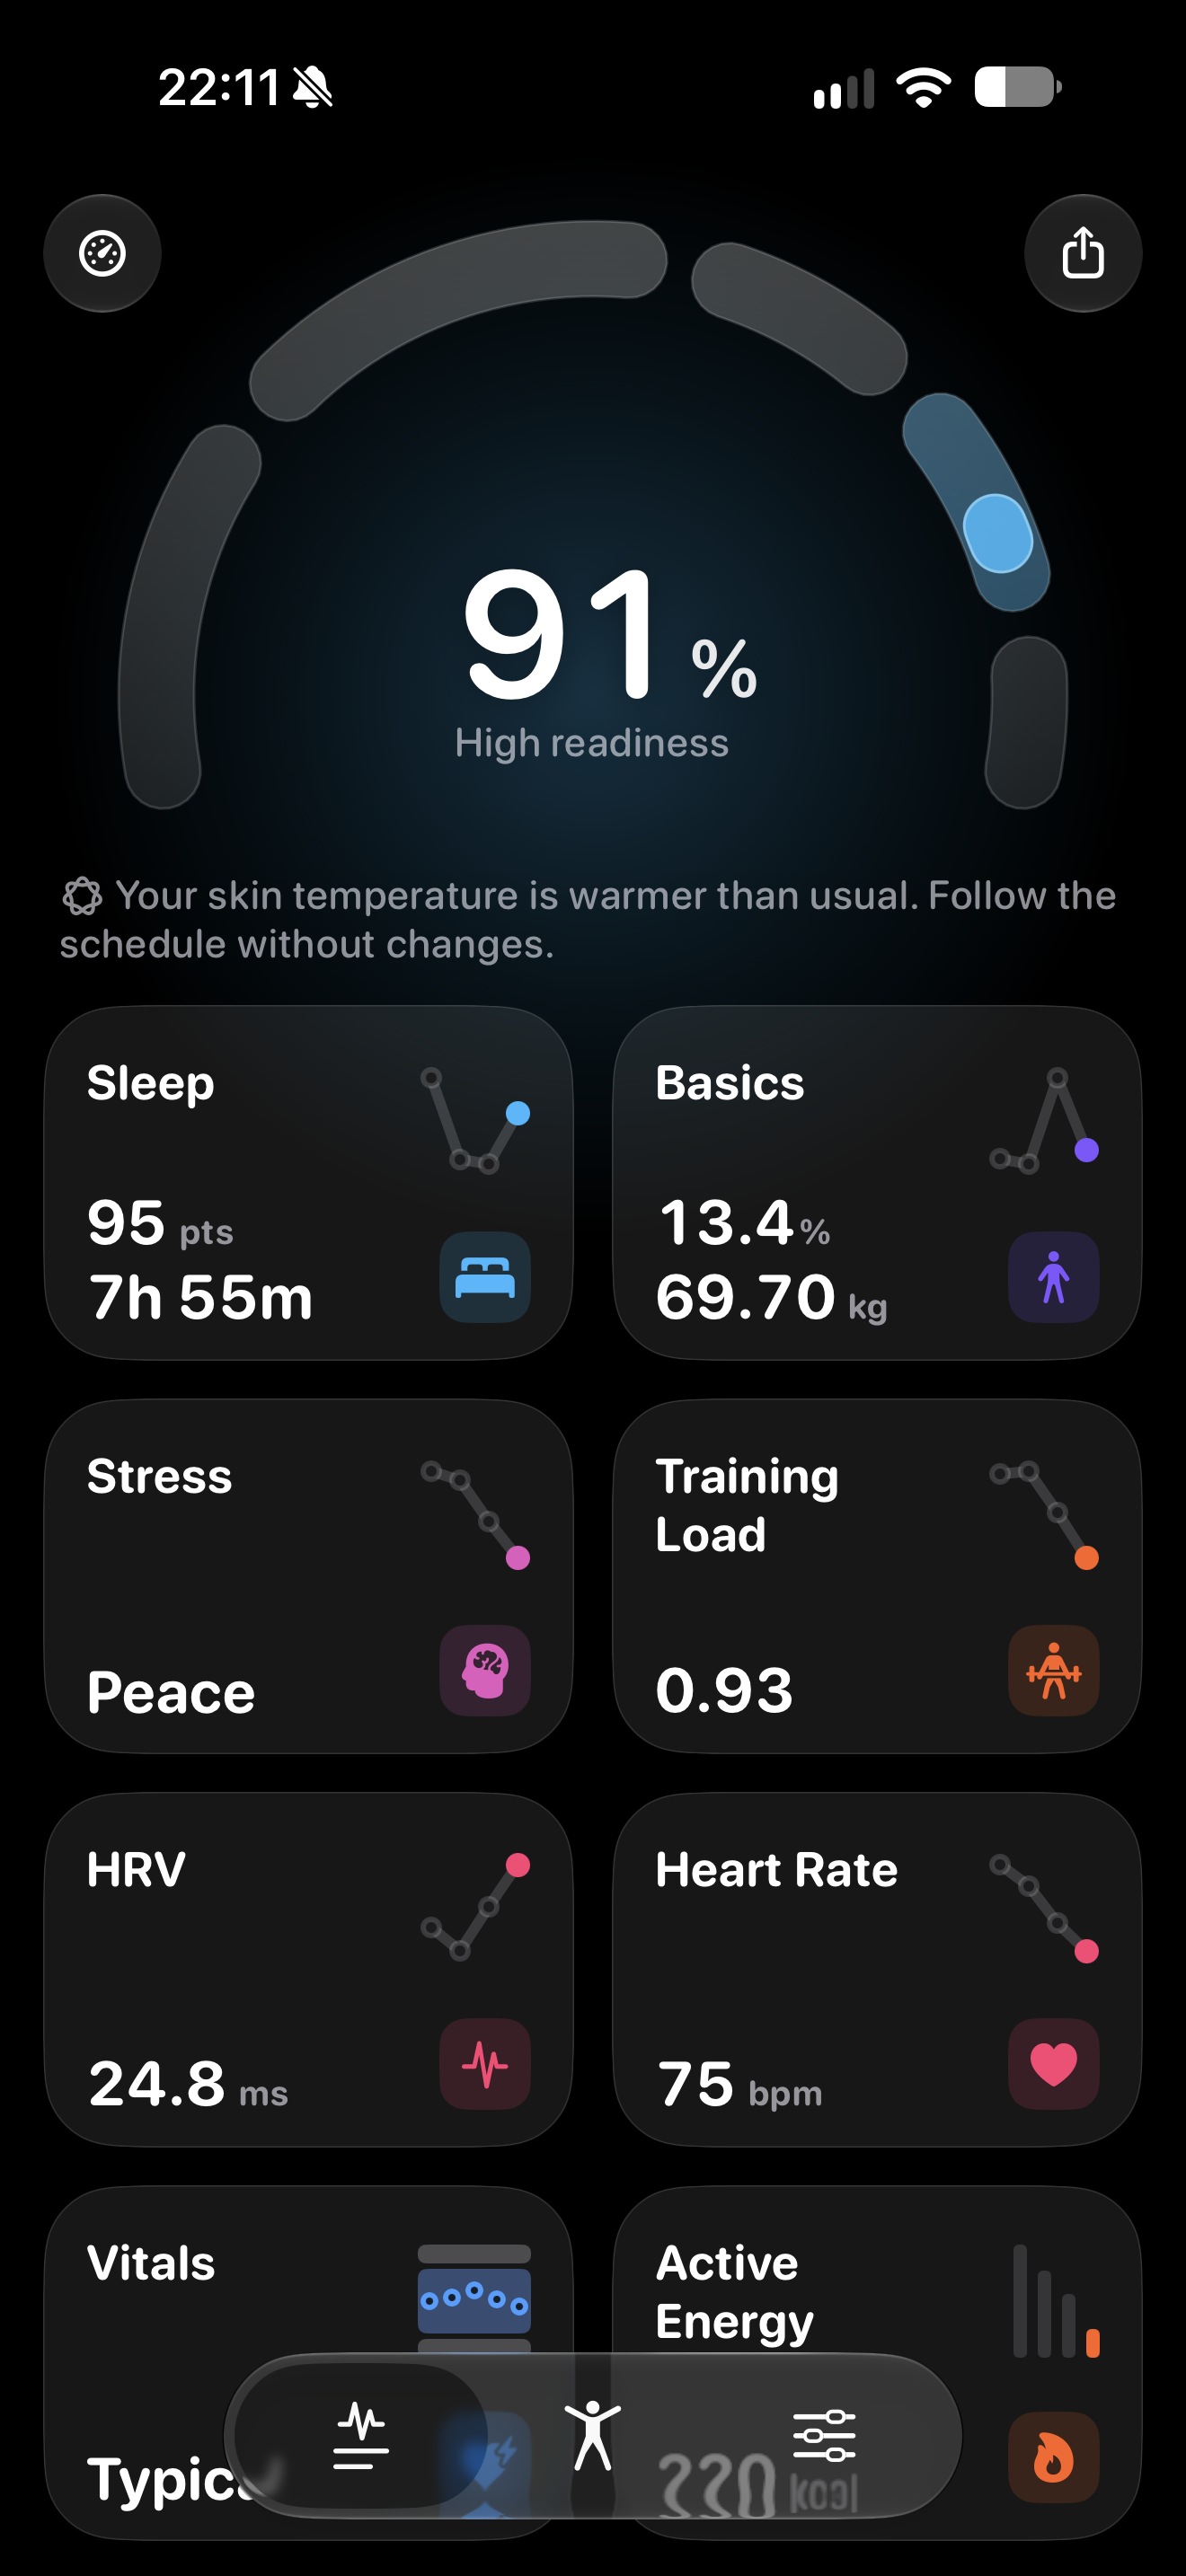 22:11
91 %
High readiness
Your skin temperature is warmer than usual. Follow the
schedule without changes.
Sleep
95 pts
7h 55m
Basics
13.4%
69.70 kg
Stress
Peace
Training
Load
0.93
HRV
24.8 ms
Heart Rate
75 bpm
Vitals
Active
Energy